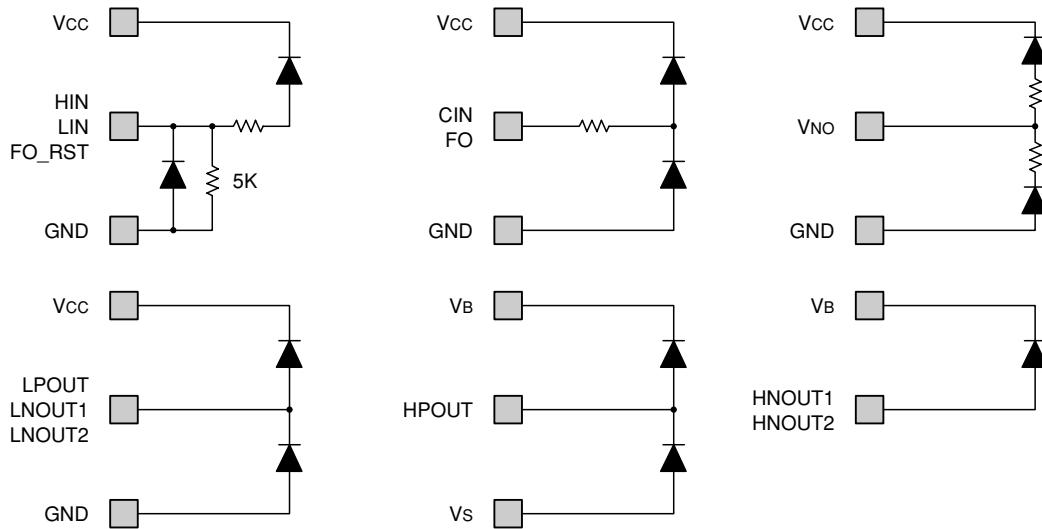 VCC
HIN
LIN
FO_RST
5K
GND
VCC
CIN
FO
GND
VCC
VNO
GND
VCC
LPOUT
LNOUT1
LNOUT2
GND
VB
HPOUT
VS
VB
HNOUT1
HNOUT2